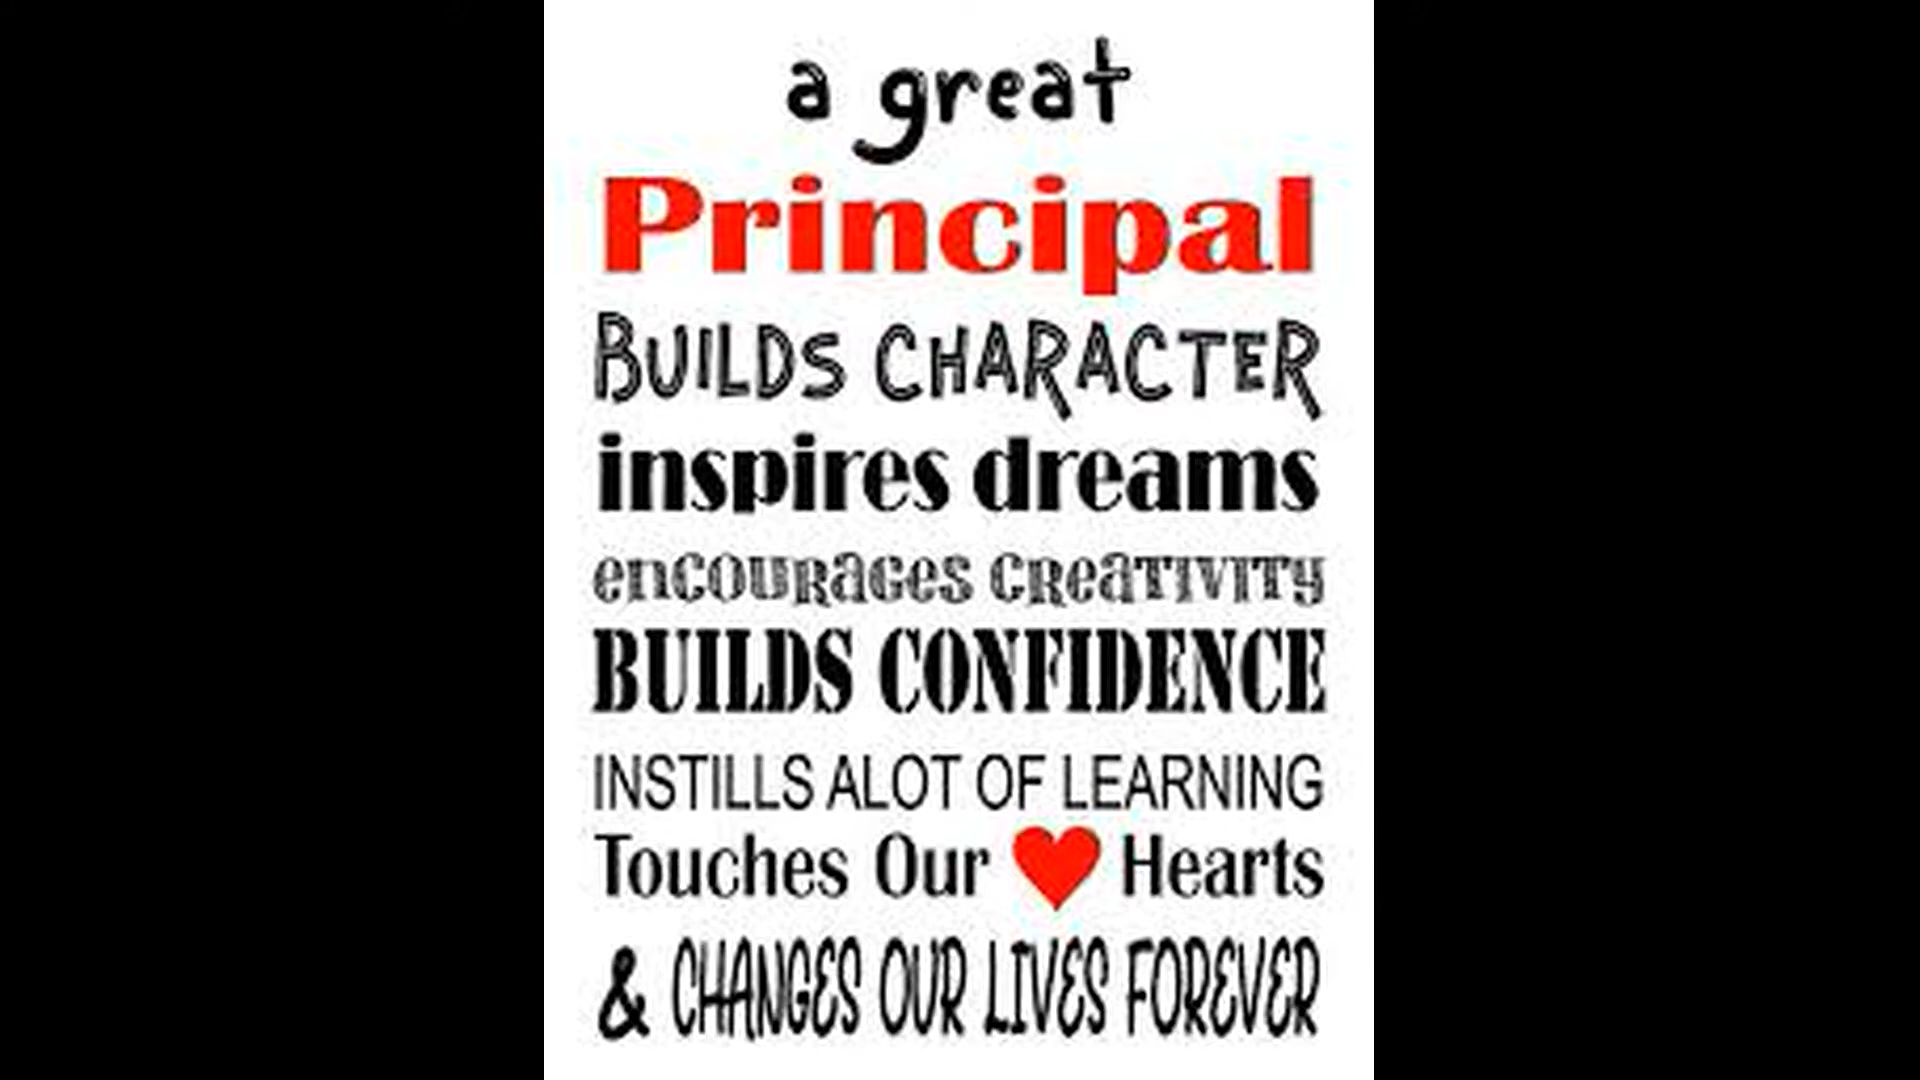 a great
Principal
BUILDS CHARACTER
inspires dreams
encourages creativity
BUILDS CONFIDENCE
INSTILLS ALOT OF LEARNING
Touches Our Hearts
& CHANGES OUR LIVES FOREVER